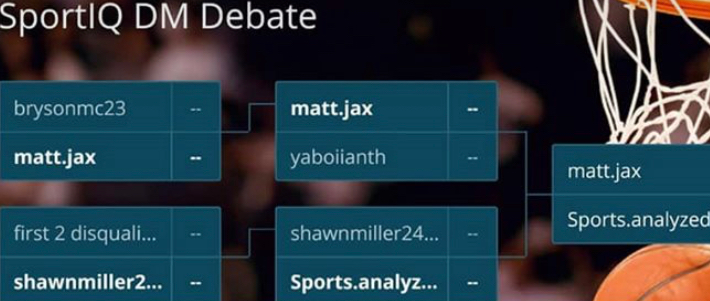 SportIQ DM Debate
brysonmc23 --
matt.jax --
first 2 disquali... --
shawnmiller2... --
matt.jax --
yaboiianth --
shawnmiller24... --
Sports.analyz... --
matt.jax
Sports.analyzed